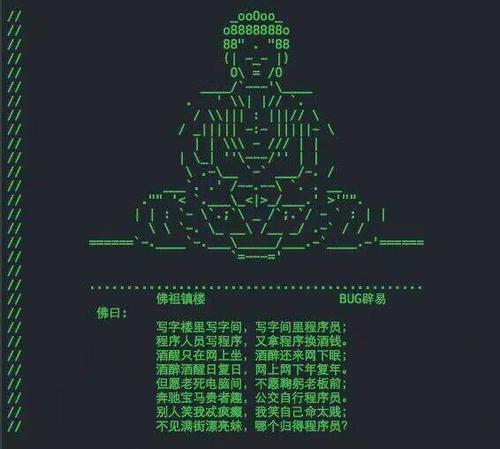 //                            _ooOoo_
//                           o8888888o
//                           88" . "88
//                           (| -_- |)
//                            O\ = /O
//                        ____/`---'\____
//                      .   ' \\| |// `.
//                       / \\||| : |||// \
//                     / _||||| -:- |||||- \
//                       | | \\\ - /// | |
//                     | \_| ''\---/'' | |
//                      \ .-\__ `-` ___/-. /
//                   ___`. .' /--.--\ `. . __
//                ."" '< `.___\_<|>_/___.' >'"".
//               | | : `- \`.;`\ _ /`;.`/ - ` : | |
//                 \ \ `-. \_ __\ /__ _/ .-` / /
//         ======`-.____`-.___\_____/___.-`____.-'======
//                            `=---='
//
//         .............................................
//                  佛祖镇楼                  BUG辟易
//          佛曰:
//                  写字楼里写字间，写字间里程序员；
//                  程序人员写程序，又拿程序换酒钱。
//                  酒醒只在网上坐，酒醉还来网下眠；
//                  酒醉酒醒日复日，网上网下年复年。
//                  但愿老死电脑间，不愿鞠躬老板前；
//                  奔驰宝马贵者趣，公交自行程序员。
//                  别人笑我忒疯癫，我笑自己命太贱；
//                  不见满街漂亮妹，哪个归得程序员？